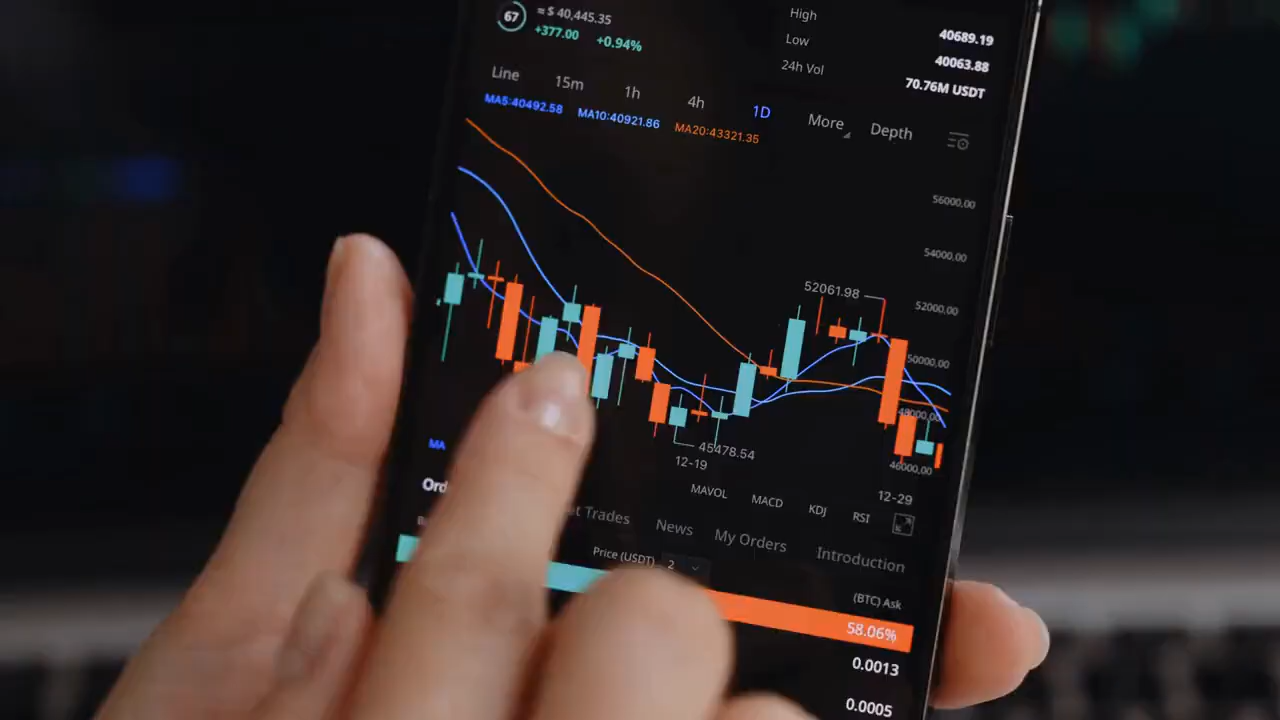 67
≈ $ 40,445.35
+377.00 +0.94%
High 40689.19
Low 40063.88
24h Vol 70.76M USDT
Line 15m 1h 4h 1D More Depth
MA5:40492.58 MA10:40921.86 MA20:43321.35
56000.00
54000.00
52061.98
52000.00
50000.00
48000.00
46000.00
45478.54
12-19
12-29
MA
MAVOL MACD KDJ RSI
Trades News My Orders Introduction
Price (USDT) 2
(BTC) Ask
58.06%
0.0013
0.0005